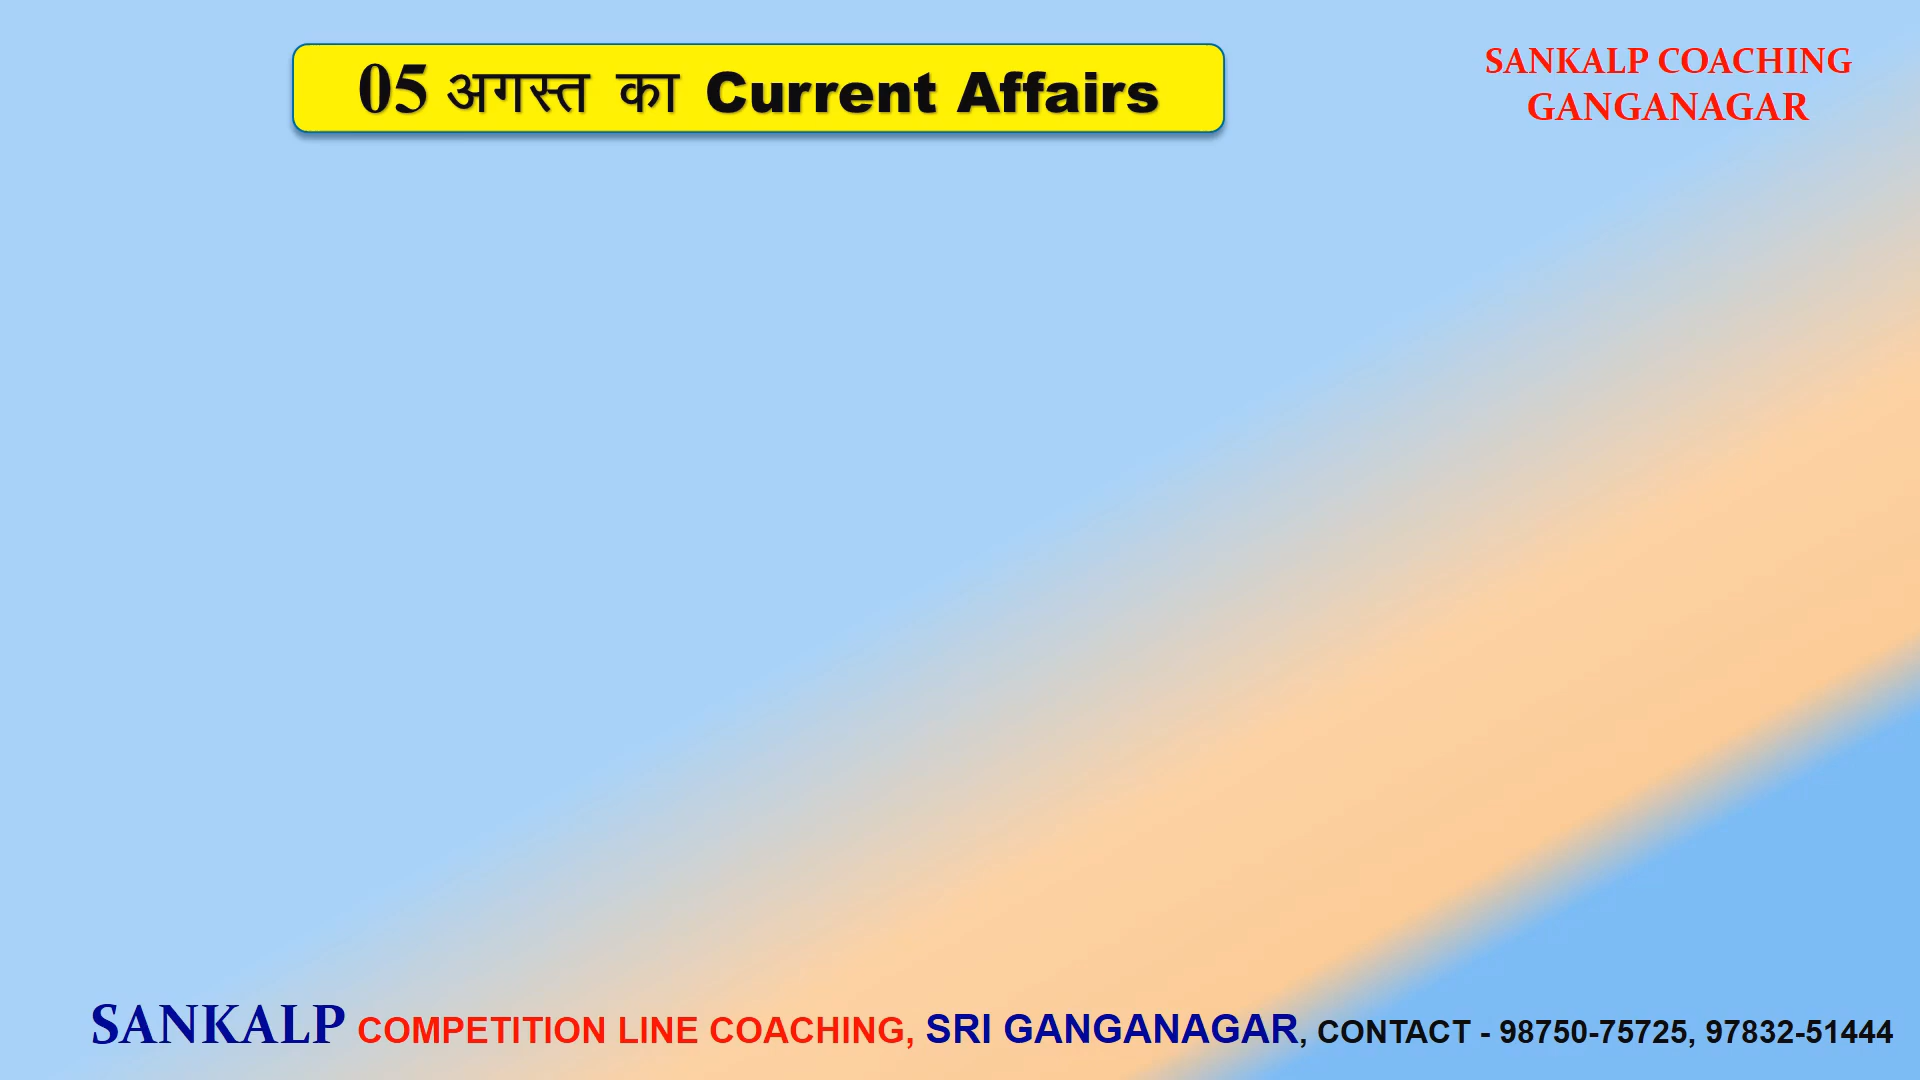 05 अगस्त का Current Affairs
SANKALP COACHING
GANGANAGAR
SANKALP COMPETITION LINE COACHING, SRI GANGANAGAR, CONTACT - 98750-75725, 97832-51444